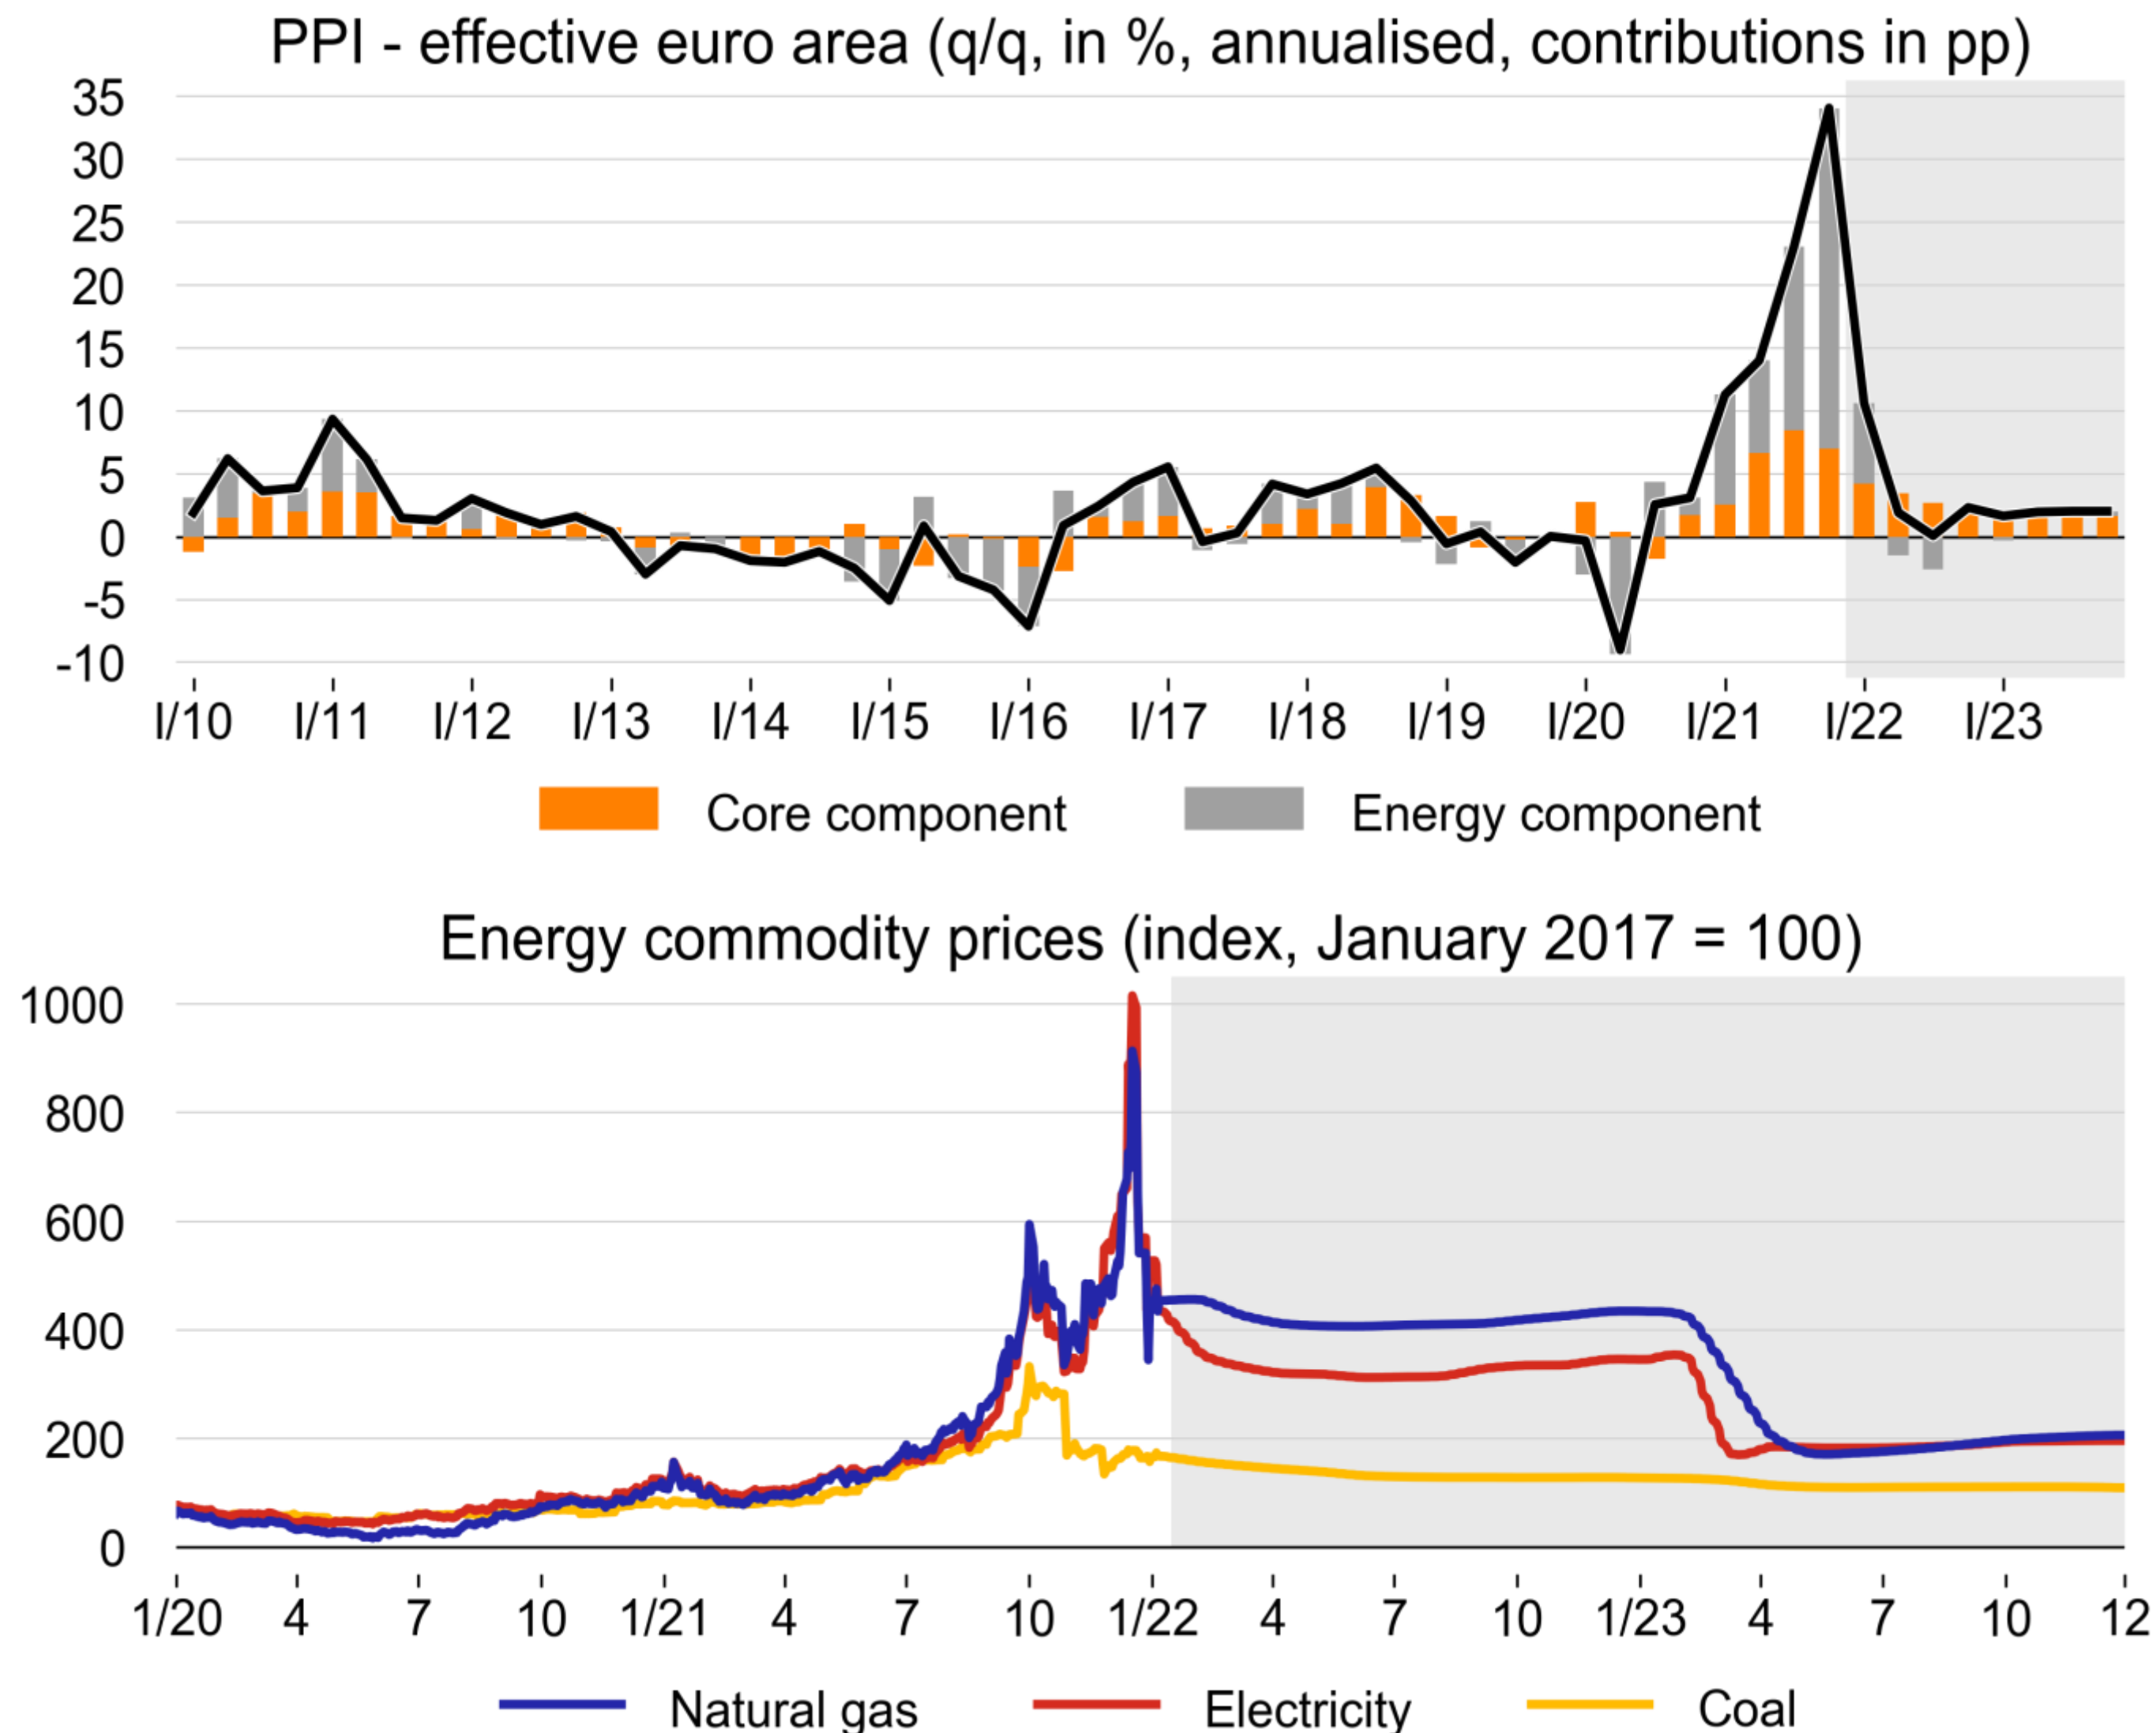 PPI - effective euro area (q/q, in %, annualised, contributions in pp)
35
30
25
20
15
10
5
0
-5
-10
I/10 I/11 I/12 I/13 I/14 I/15 I/16 I/17 I/18 I/19 I/20 I/21 I/22 I/23
Core component Energy component
Energy commodity prices (index, January 2017 = 100)
1000
800
600
400
200
0
1/20 4 7 10 1/21 4 7 10 1/22 4 7 10 1/23 4 7 10 12
Natural gas Electricity Coal